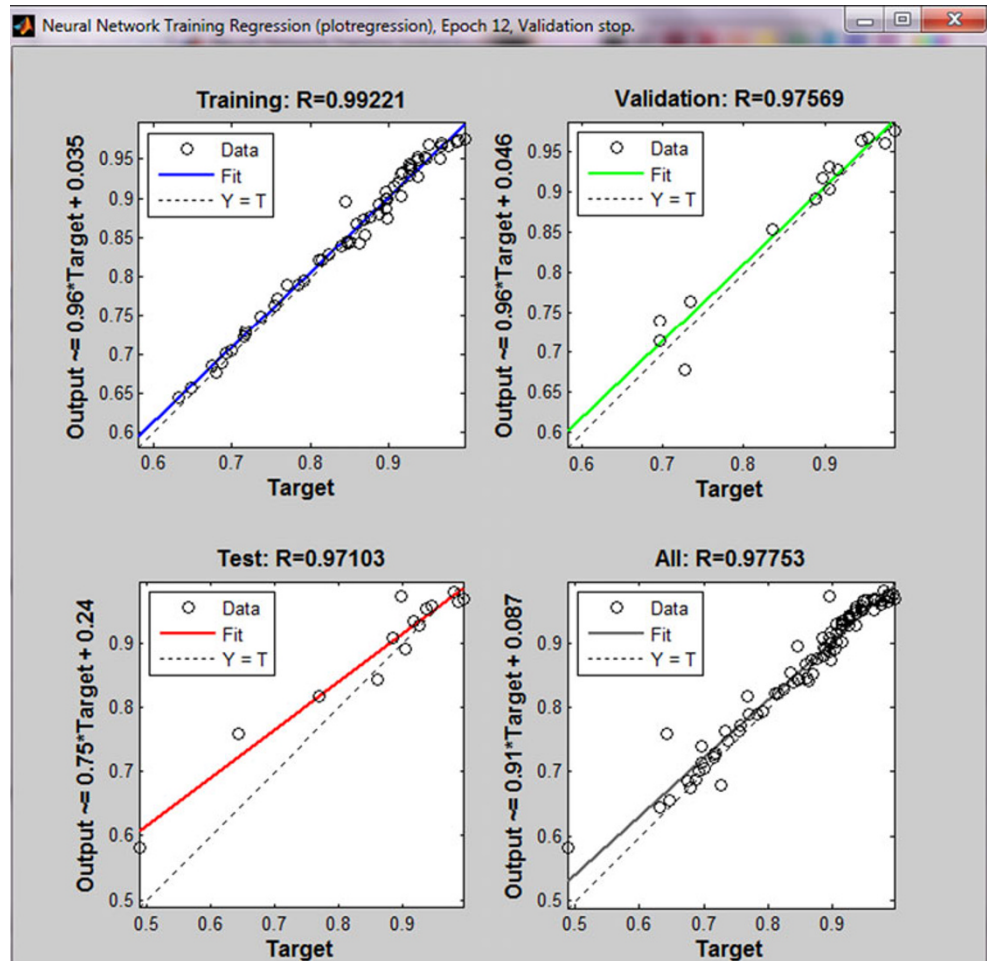 Neural Network Training Regression (plotregression), Epoch 12, Validation stop.
Training: R=0.99221
Output ~= 0.96*Target + 0.035
Data
Fit
Y = T
0.95
0.9
0.85
0.8
0.75
0.7
0.65
0.6
0.6 0.7 0.8 0.9
Target
Validation: R=0.97569
Output ~= 0.96*Target + 0.046
Data
Fit
Y = T
0.95
0.9
0.85
0.8
0.75
0.7
0.65
0.6
0.6 0.7 0.8 0.9
Target
Test: R=0.97103
Output ~= 0.75*Target + 0.24
Data
Fit
Y = T
0.9
0.8
0.7
0.6
0.5
0.5 0.6 0.7 0.8 0.9
Target
All: R=0.97753
Output ~= 0.91*Target + 0.087
Data
Fit
Y = T
0.9
0.8
0.7
0.6
0.5
0.5 0.6 0.7 0.8 0.9
Target